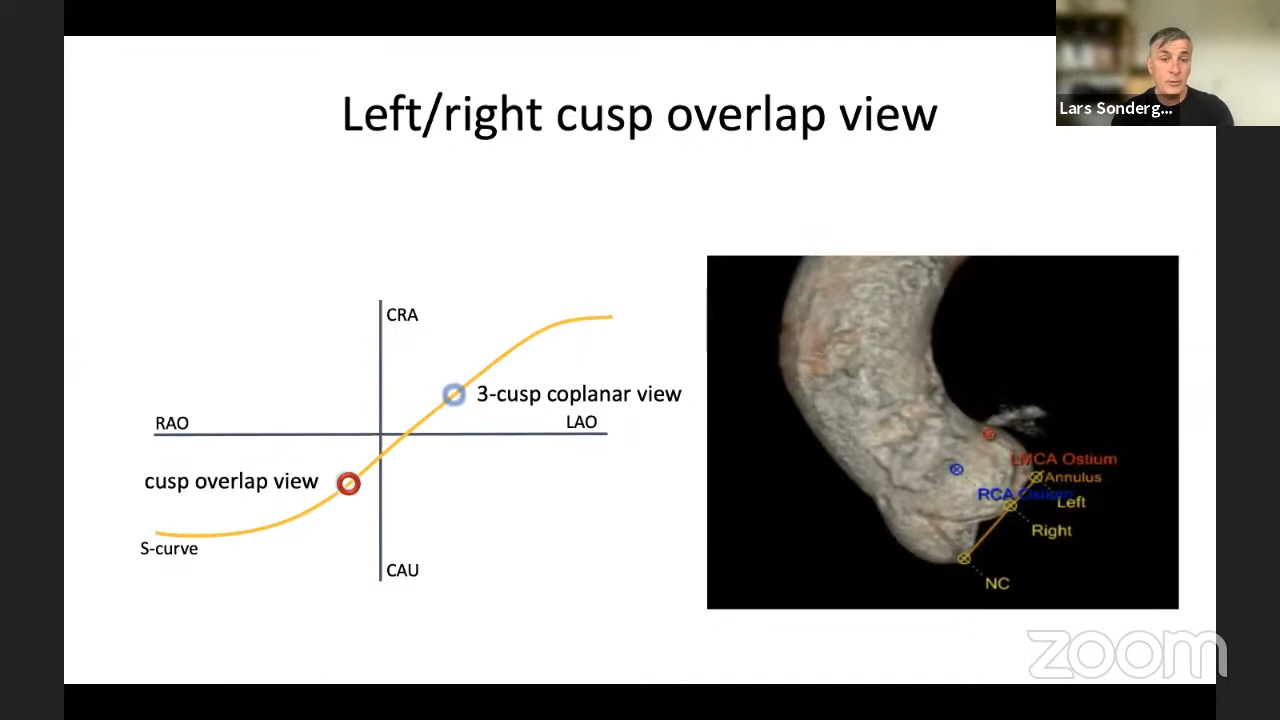 Lars Sonderg...
Left/right cusp overlap view
CRA
3-cusp coplanar view
RAO
LAO
cusp overlap view
S-curve
CAU
LMCA Ostium
Annulus
RCA Ostium
Left
Right
NC
zoom